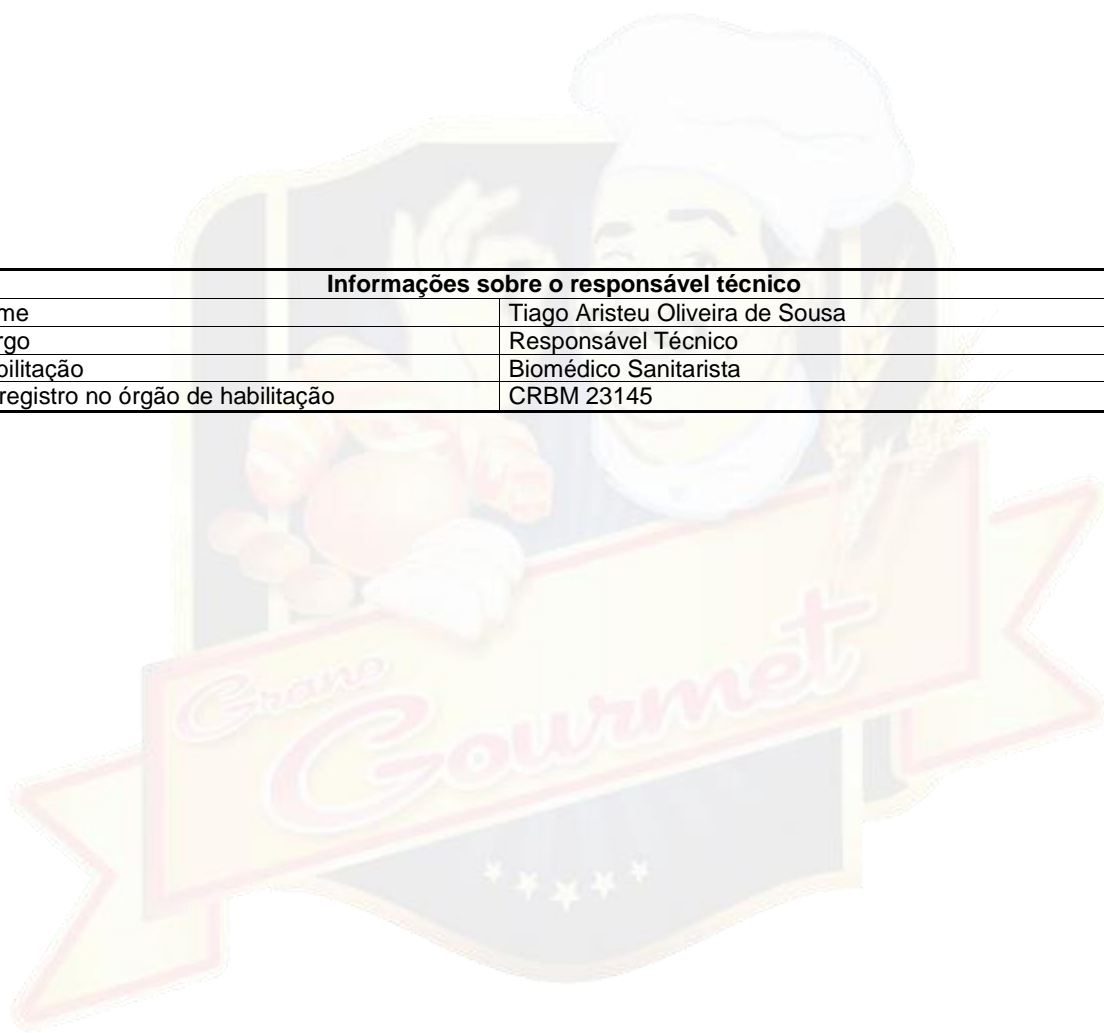 Informações sobre o responsável técnico
me Tiago Aristeu Oliveira de Sousa
rgo Responsável Técnico
bilitação Biomédico Sanitarista
registro no órgão de habilitação CRBM 23145
Grano
Gourmet